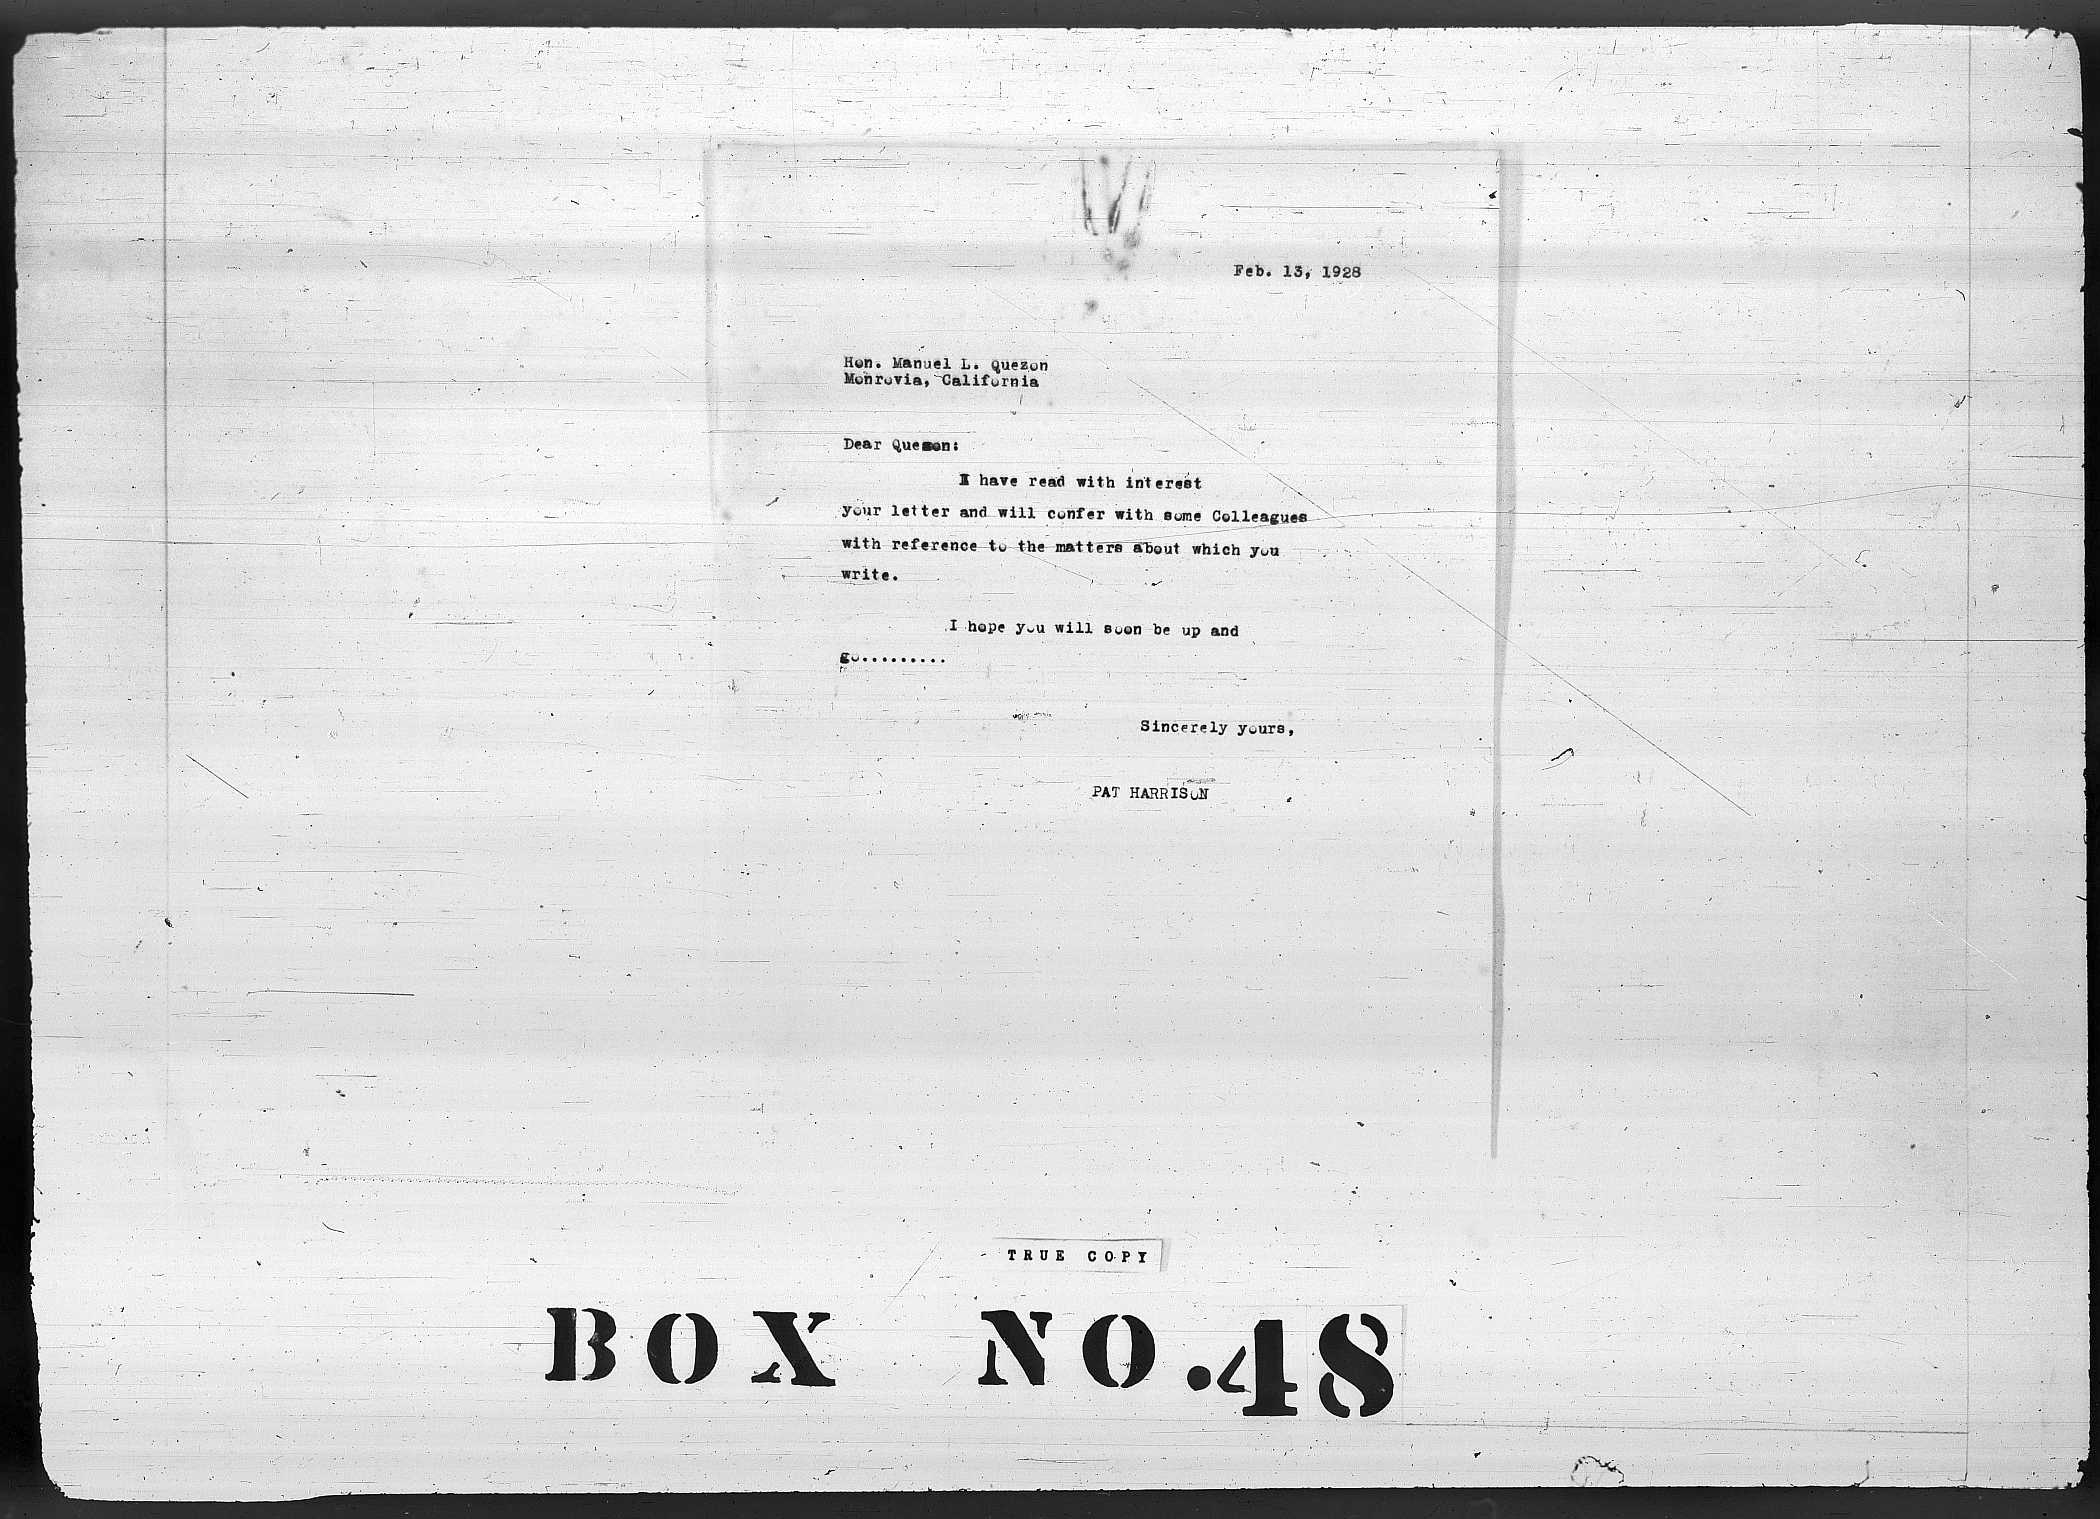 Feb. 13, 1928
Hon. Manuel L. Quezon
Monrovia, California
Dear Quezon:
I have read with interest
your letter and will confer with some Colleagues
with reference to the matters about which you
write.
I hope you will soon be up and
go.........
Sincerely yours,
PAT HARRISON
TRUE COPY
BOX NO. 48